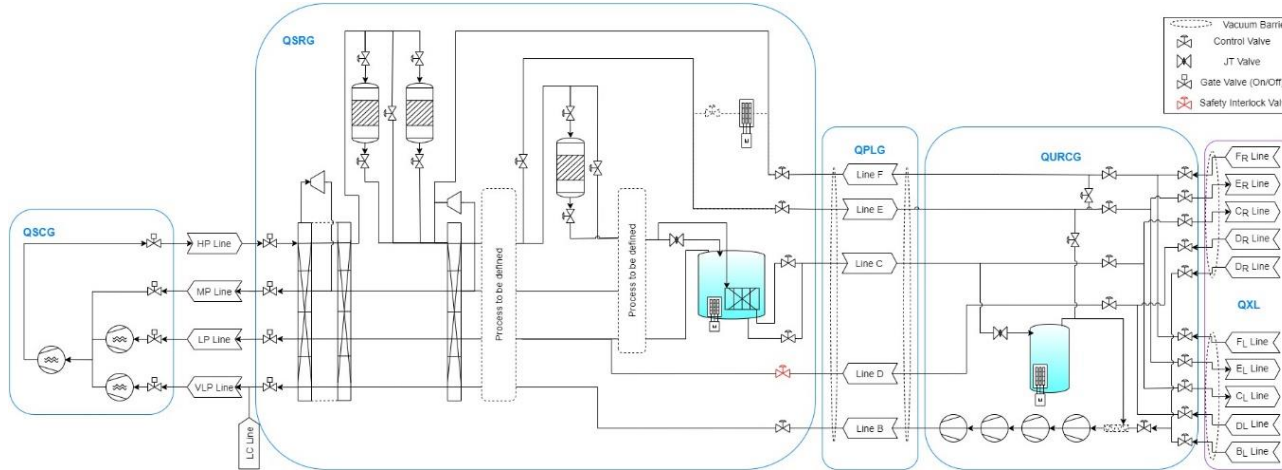 QSRG
Vacuum Barrie
Control Valve
JT Valve
Gate Valve (On/Off)
Safety Interlock Val
M
QPLG
QURCG
Line F
FR Line
Line E
ER Line
CR Line
QSCG
HP Line
DR Line
Line C
DR Line
MP Line
Process to be defined
Process to be defined
QXL
LP Line
M
FL Line
Line D
EL Line
VLP Line
M
CL Line
LC Line
Line B
DL Line
BL Line